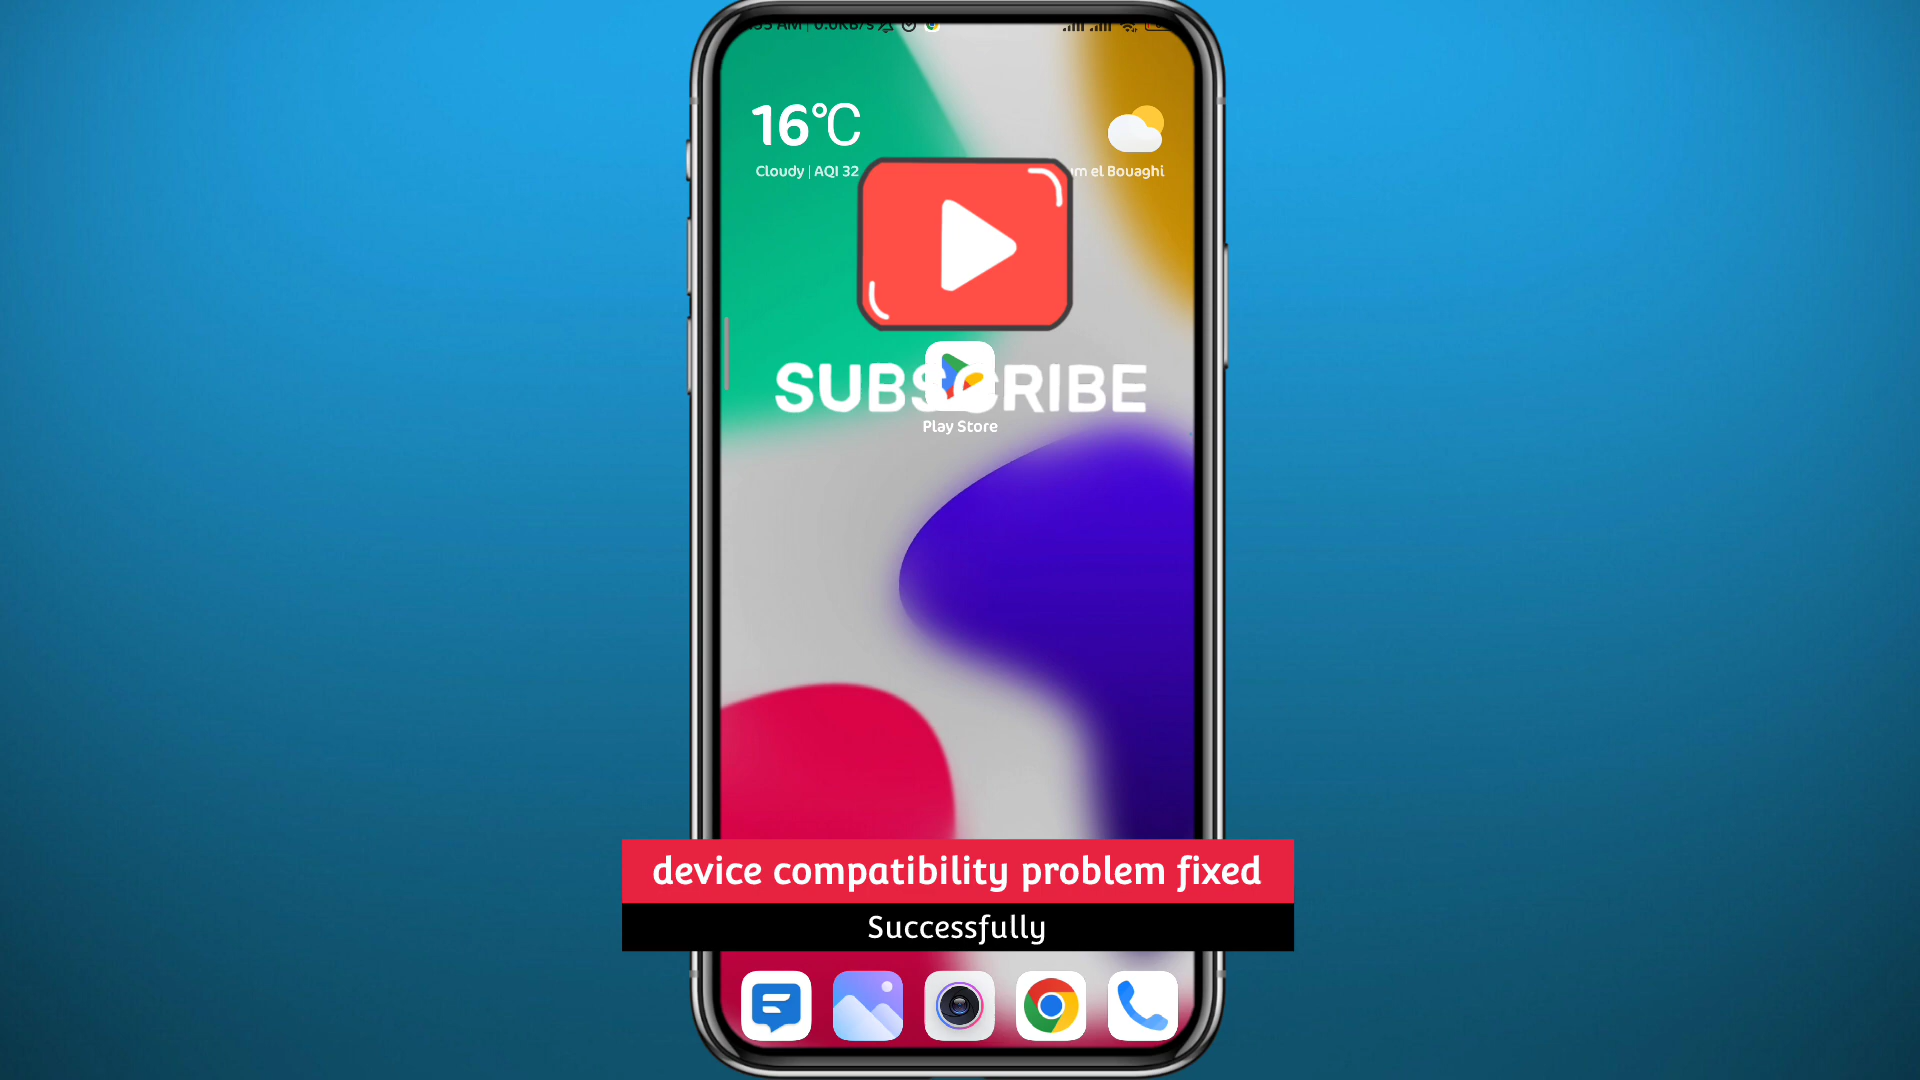 16°C
Cloudy | AQI 32
el Bouaghi
SUBSCRIBE
Play Store
device compatibility problem fixed
Successfully